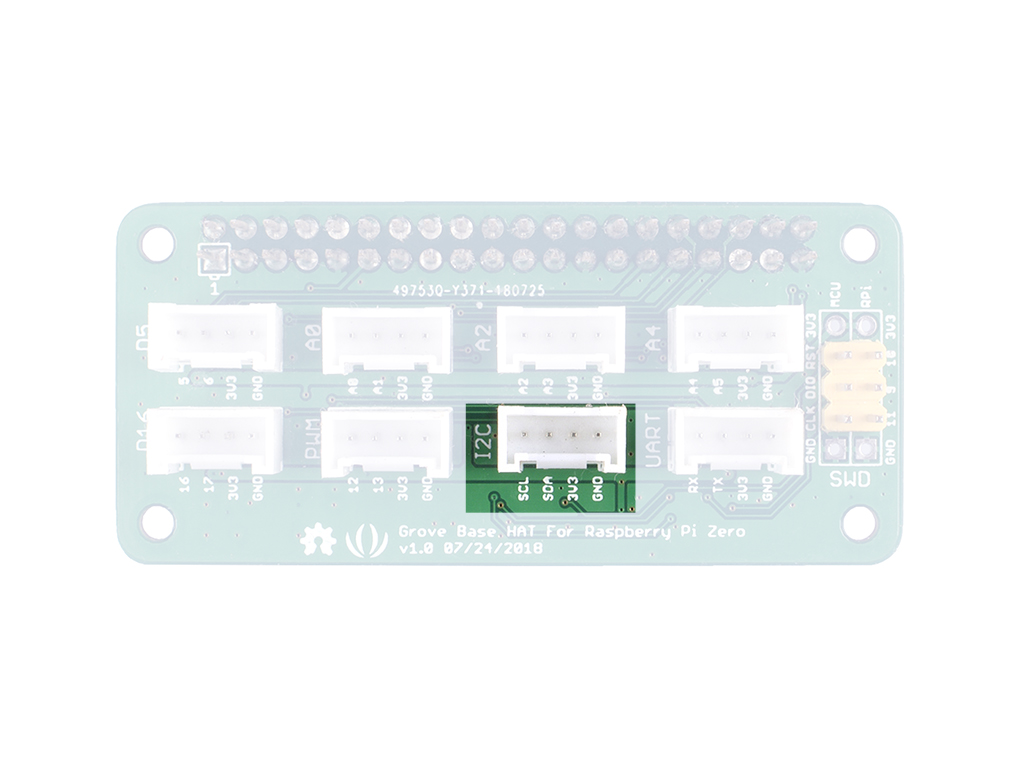 1
497530-Y371-180725
MCU
RPi
D5
A0
A2
A4
3V3
RST
3V3
5 6 3V3 GND
A0 A1 3V3 GND
A2 A3 3V3 GND
A4 A5 3V3 GND
DIO
CLK
GND
GND
D16
PWM
I2C
UART
16 17 3V3 GND
12 13 3V3 GND
SCL SDA 3V3 GND
RX TX 3V3 GND
SWD
Grove Base HAT For Raspberry Pi Zero
v1.0 07/24/2018